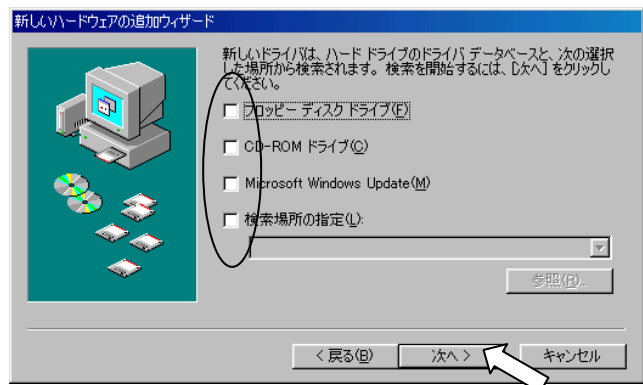 新しいハードウェアの追加ウィザード
新しいドライバは、ハード ドライブのドライバ データベースと、次の選択
した場所から検索されます。検索を開始するには、[次へ] をクリックし
てください。
フロッピー ディスク ドライブ(F)
CD-ROM ドライブ(C)
Microsoft Windows Update(M)
検索場所の指定(L):
参照(R)...
< 戻る(B)
次へ >
キャンセル